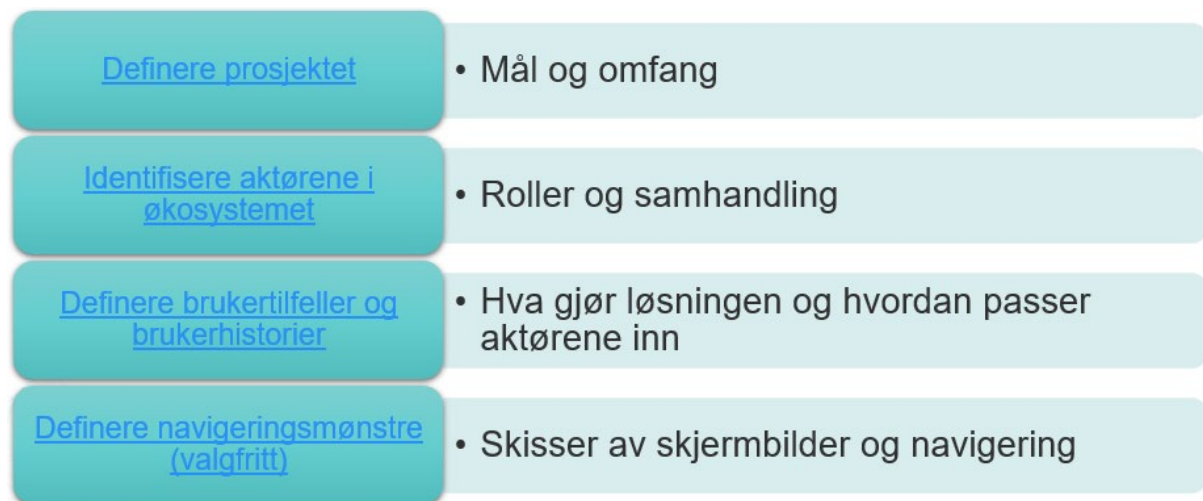 Definere prosjektet
• Mål og omfang
Identifisere aktørene i
økosystemet
• Roller og samhandling
Definere brukertilfeller og
brukerhistorier
• Hva gjør løsningen og hvordan passer
aktørene inn
Definere navigeringsmønstre
(valgfritt)
• Skisser av skjermbilder og navigering